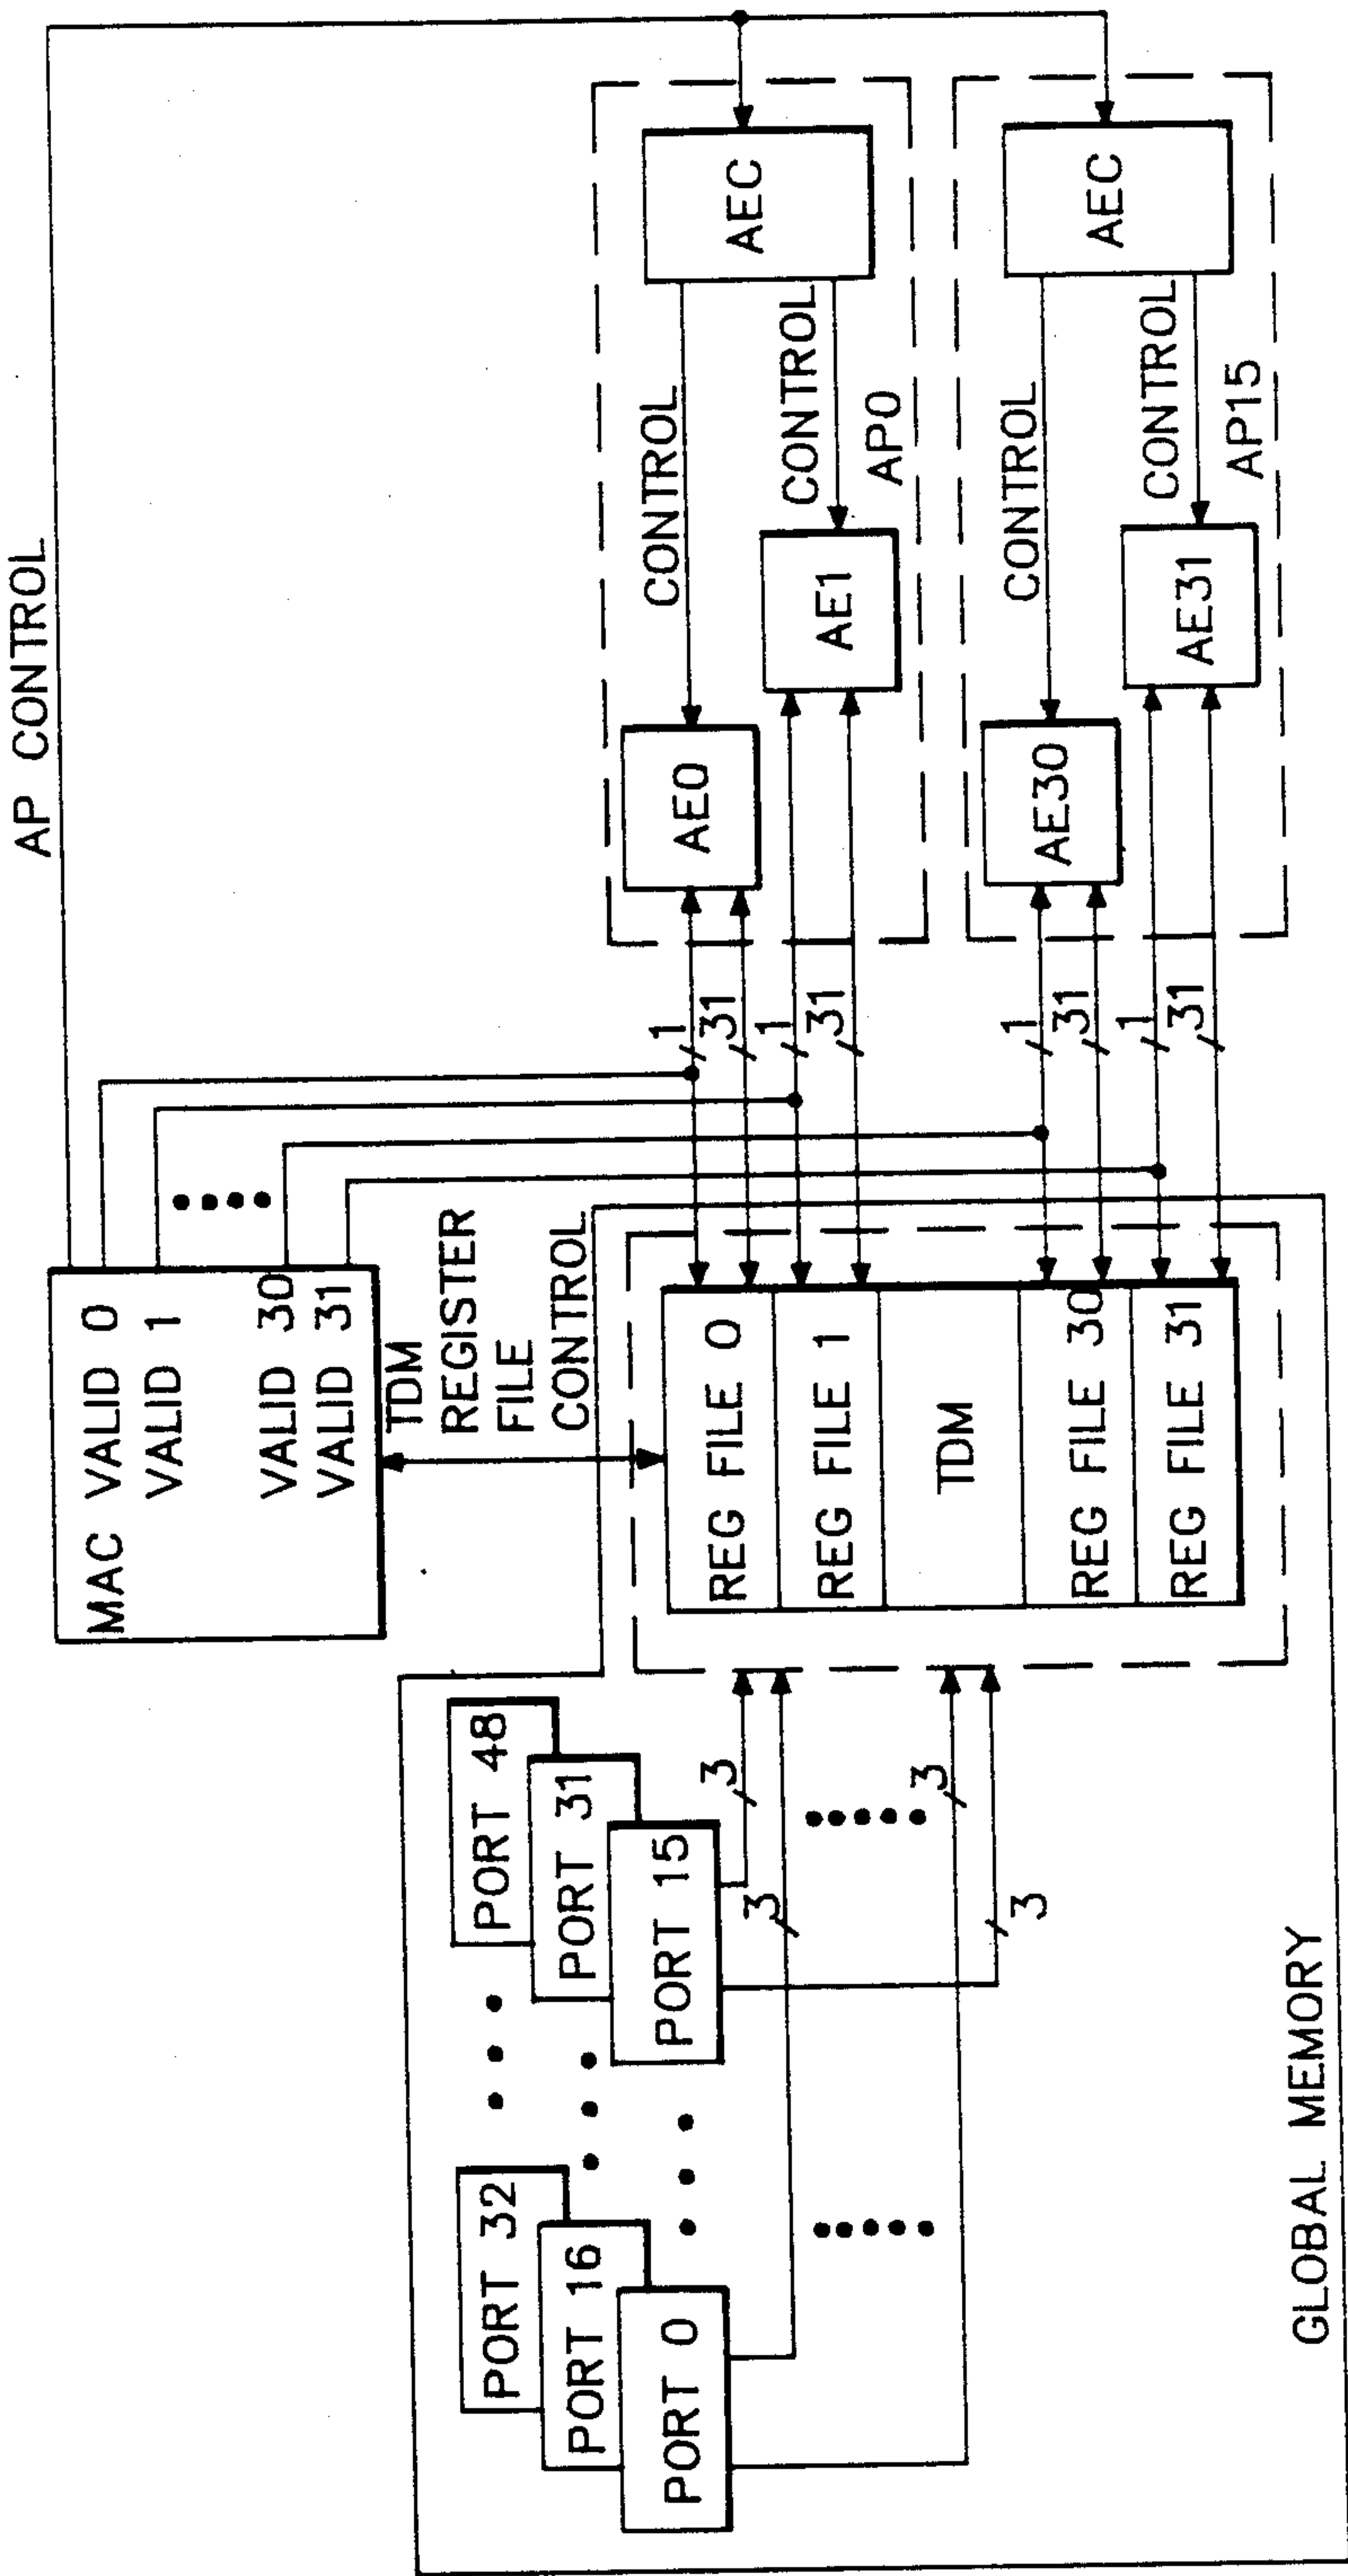 AP CONTROL
MAC VALID 0
VALID 1
VALID 30
VALID 31
TDM
REGISTER
FILE
CONTROL
PORT 32
PORT 16
PORT 0
PORT 48
PORT 31
PORT 15
3
3
3
3
REG FILE 0
REG FILE 1
TDM
REG FILE 30
REG FILE 31
1
31
1
31
1
31
1
31
AE0
CONTROL
AEC
AE1
CONTROL
AP0
AE30
CONTROL
AEC
AE31
CONTROL
AP15
GLOBAL MEMORY